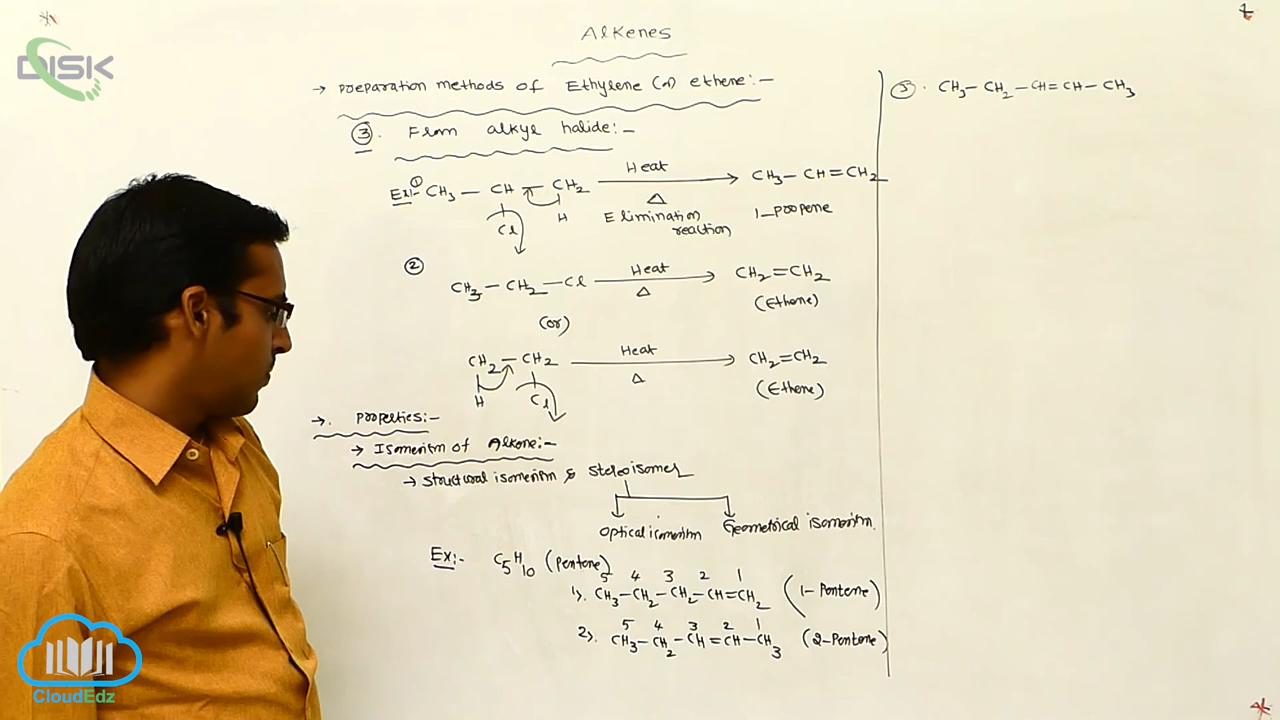 DISK
Alkenes
→ preparation methods of Ethylene (or) ethene:-
③. From alkyl halide:-
Ex:- ① CH₃ — CH — CH₂ Heat Δ → CH₃ — CH = CH₂
Cl H Elimination reaction 1-propene
② CH₃ — CH₂ — Cl Heat Δ → CH₂ = CH₂
(Ethene)
(or)
CH₂ — CH₂ Heat Δ → CH₂ = CH₂
H Cl (Ethene)
→. Properties:-
→ Isomerism of Alkene:-
→ structural isomerism & stereoisomer
Optical isomerism Geometrical isomerism.
Ex:- C₅H₁₀ (Pentene)
5 4 3 2 1
1). CH₃ — CH₂ — CH₂ — CH = CH₂ (1-Pentene)
5 4 3 2 1
2). CH₃ — CH₂ — CH = CH — CH₃ (2-Pentene)
③. CH₃ — CH₂ — CH = CH — CH₃
CloudEdz